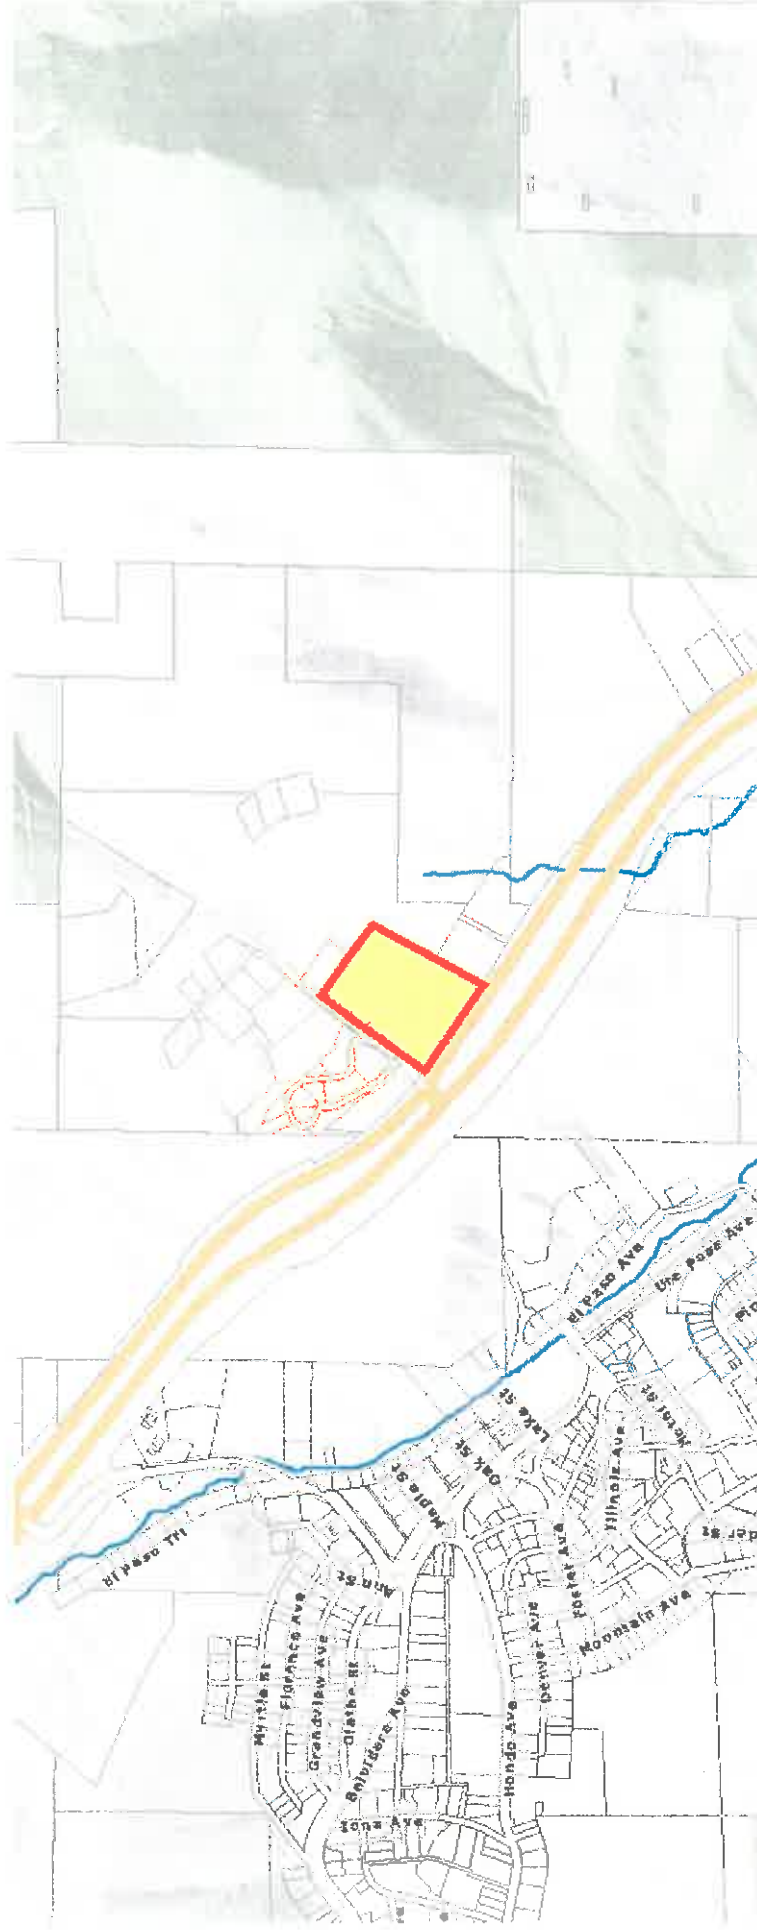 El Paso Ave
Ute Pass Ave
Lake St
Oak St
Maple St
Illinois Ave
El Paso Trl
Ann St
Foster Ave
Mountain Ave
Denver Ave
Florence Ave
Myrtle St
Grandview Ave
Olathe St
Belvidere Ave
Hondo Ave
Iona Ave